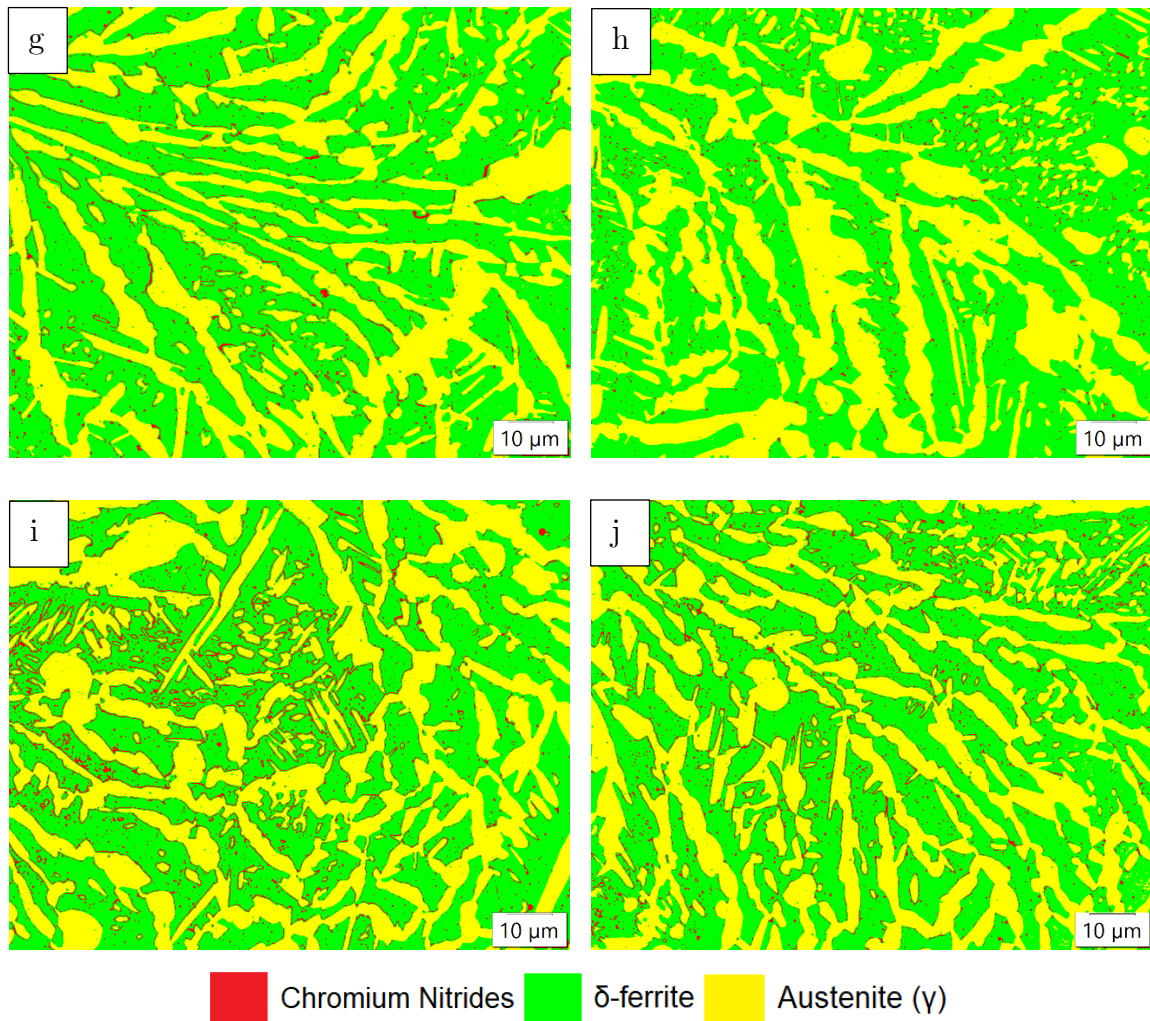 g
h
10 µm
10 µm
i
j
10 µm
10 µm
Chromium Nitrides
δ-ferrite
Austenite (γ)